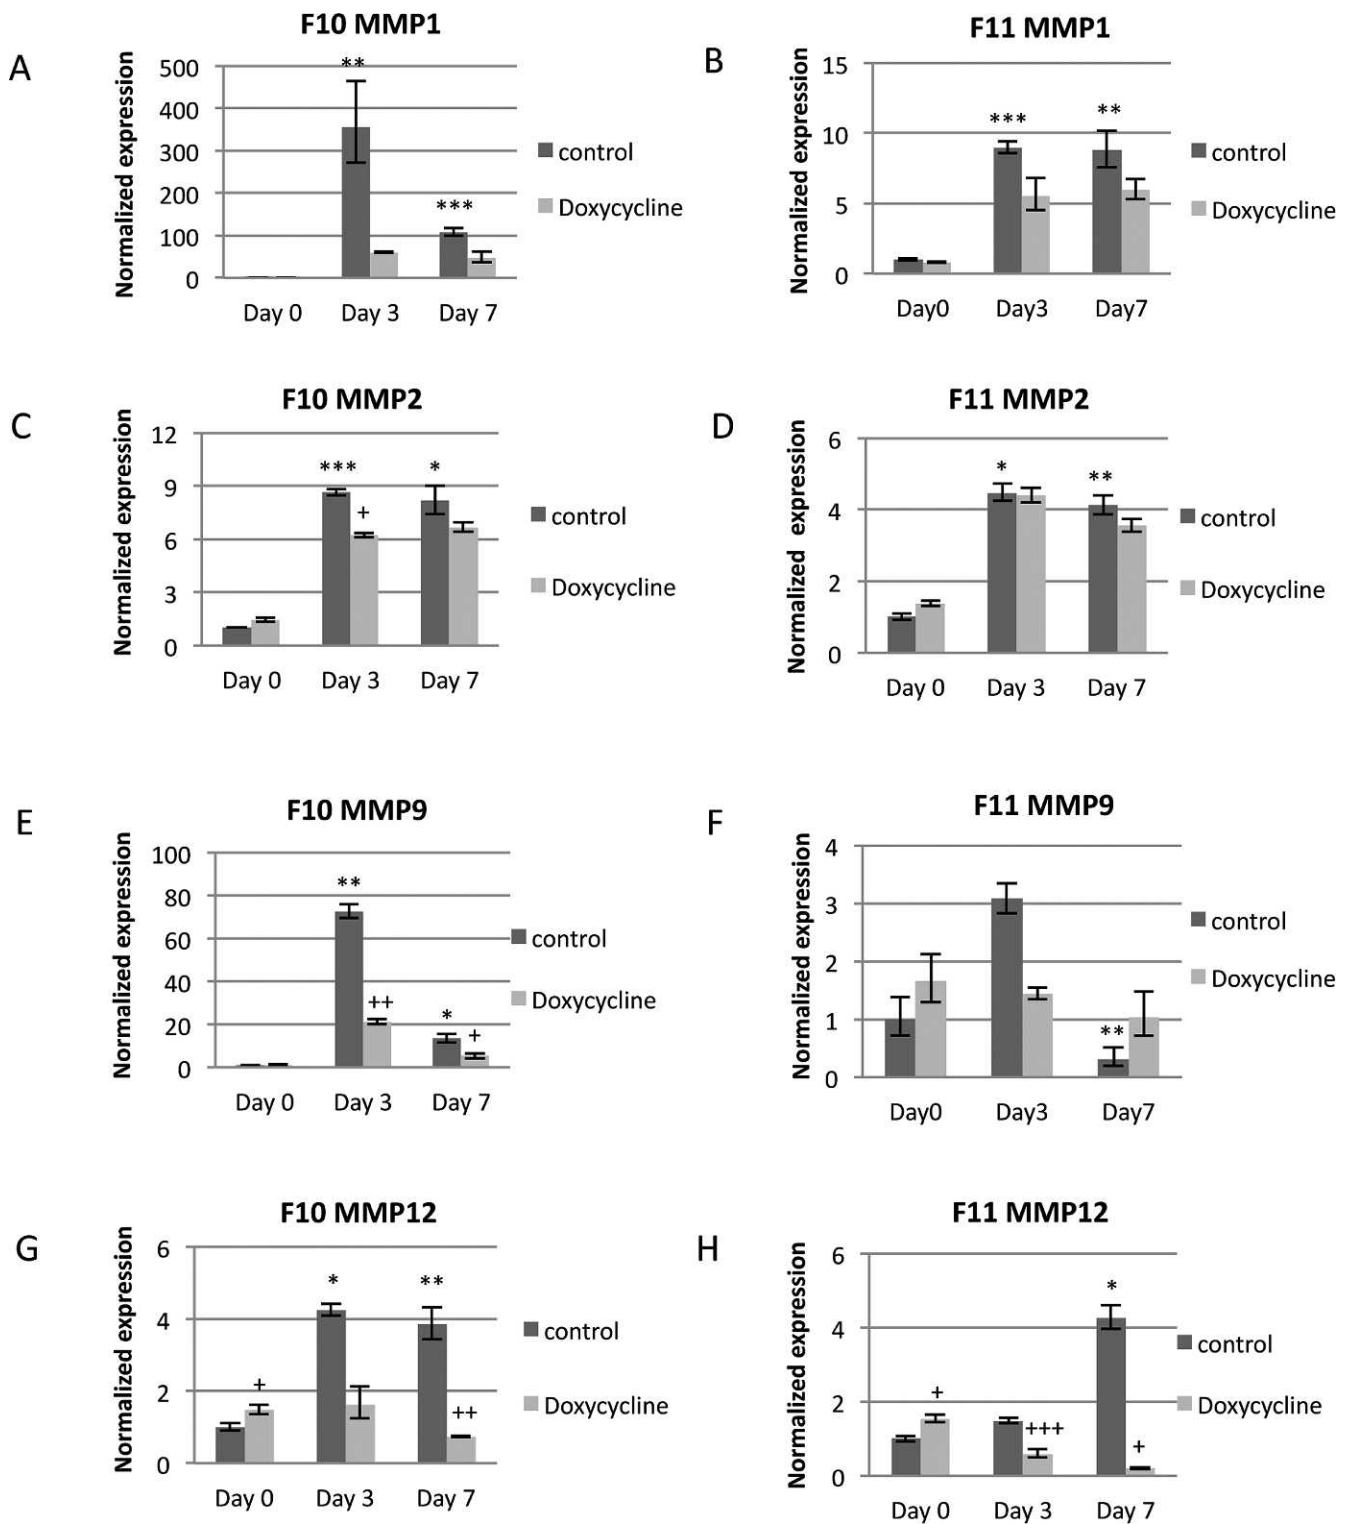 A
F10 MMP1
Normalized expression
500
400
300
200
100
0
**
***
Day 0 Day 3 Day 7
control
Doxycycline
B
F11 MMP1
Normalized expression
15
10
5
0
***
**
Day0 Day3 Day7
control
Doxycycline
C
F10 MMP2
Normalized expression
12
9
6
3
0
***
+
*
Day 0 Day 3 Day 7
control
Doxycycline
D
F11 MMP2
Normalized expression
6
4
2
0
*
**
Day 0 Day 3 Day 7
control
Doxycycline
E
F10 MMP9
Normalized expression
100
80
60
40
20
0
**
++
*
+
Day 0 Day 3 Day 7
control
Doxycycline
F
F11 MMP9
Normalized expression
4
3
2
1
0
**
Day0 Day3 Day7
control
Doxycycline
G
F10 MMP12
Normalized expression
6
4
2
0
+
*
**
++
Day 0 Day 3 Day 7
control
Doxycycline
H
F11 MMP12
Normalized expression
6
4
2
0
+
+++
*
+
Day 0 Day 3 Day 7
control
Doxycycline